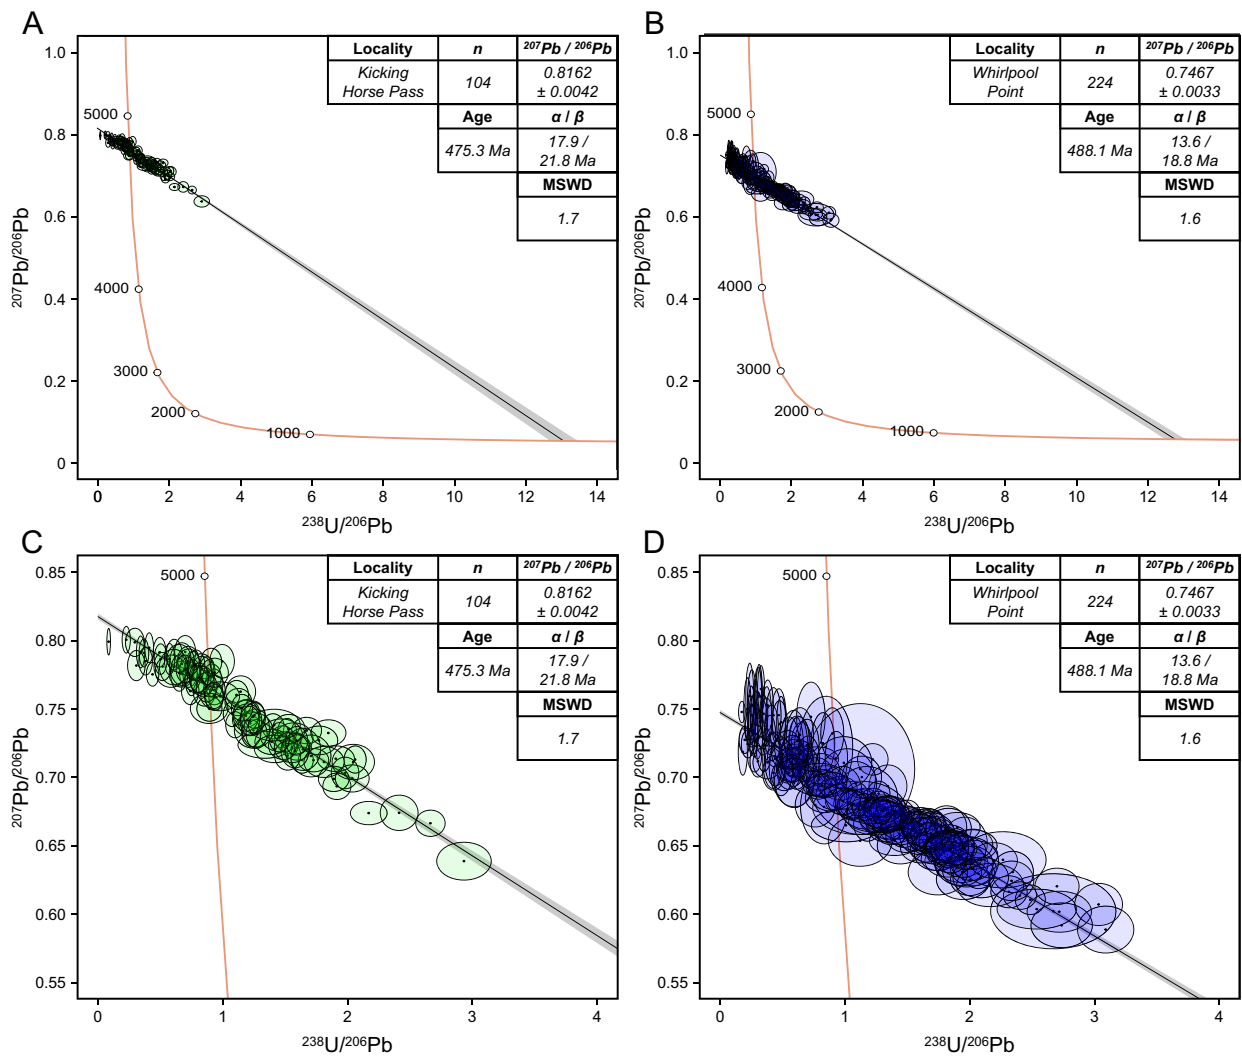 A
Locality n ²⁰⁷Pb / ²⁰⁶Pb
Kicking Horse Pass 104 0.8162 ± 0.0042
Age α / β
475.3 Ma 17.9 / 21.8 Ma
MSWD
1.7
1.0
0.8
0.6
0.4
0.2
0
²⁰⁷Pb/²⁰⁶Pb
5000
4000
3000
2000
1000
0 2 4 6 8 10 12 14
²³⁸U/²⁰⁶Pb
B
Locality n ²⁰⁷Pb / ²⁰⁶Pb
Whirlpool Point 224 0.7467 ± 0.0033
Age α / β
488.1 Ma 13.6 / 18.8 Ma
MSWD
1.6
1.0
0.8
0.6
0.4
0.2
0
²⁰⁷Pb/²⁰⁶Pb
5000
4000
3000
2000
1000
0 2 4 6 8 10 12 14
²³⁸U/²⁰⁶Pb
C
Locality n ²⁰⁷Pb / ²⁰⁶Pb
Kicking Horse Pass 104 0.8162 ± 0.0042
Age α / β
475.3 Ma 17.9 / 21.8 Ma
MSWD
1.7
0.85
0.80
0.75
0.70
0.65
0.60
0.55
²⁰⁷Pb/²⁰⁶Pb
5000
0 1 2 3 4
²³⁸U/²⁰⁶Pb
D
Locality n ²⁰⁷Pb / ²⁰⁶Pb
Whirlpool Point 224 0.7467 ± 0.0033
Age α / β
488.1 Ma 13.6 / 18.8 Ma
MSWD
1.6
0.85
0.80
0.75
0.70
0.65
0.60
0.55
²⁰⁷Pb/²⁰⁶Pb
5000
0 1 2 3 4
²³⁸U/²⁰⁶Pb